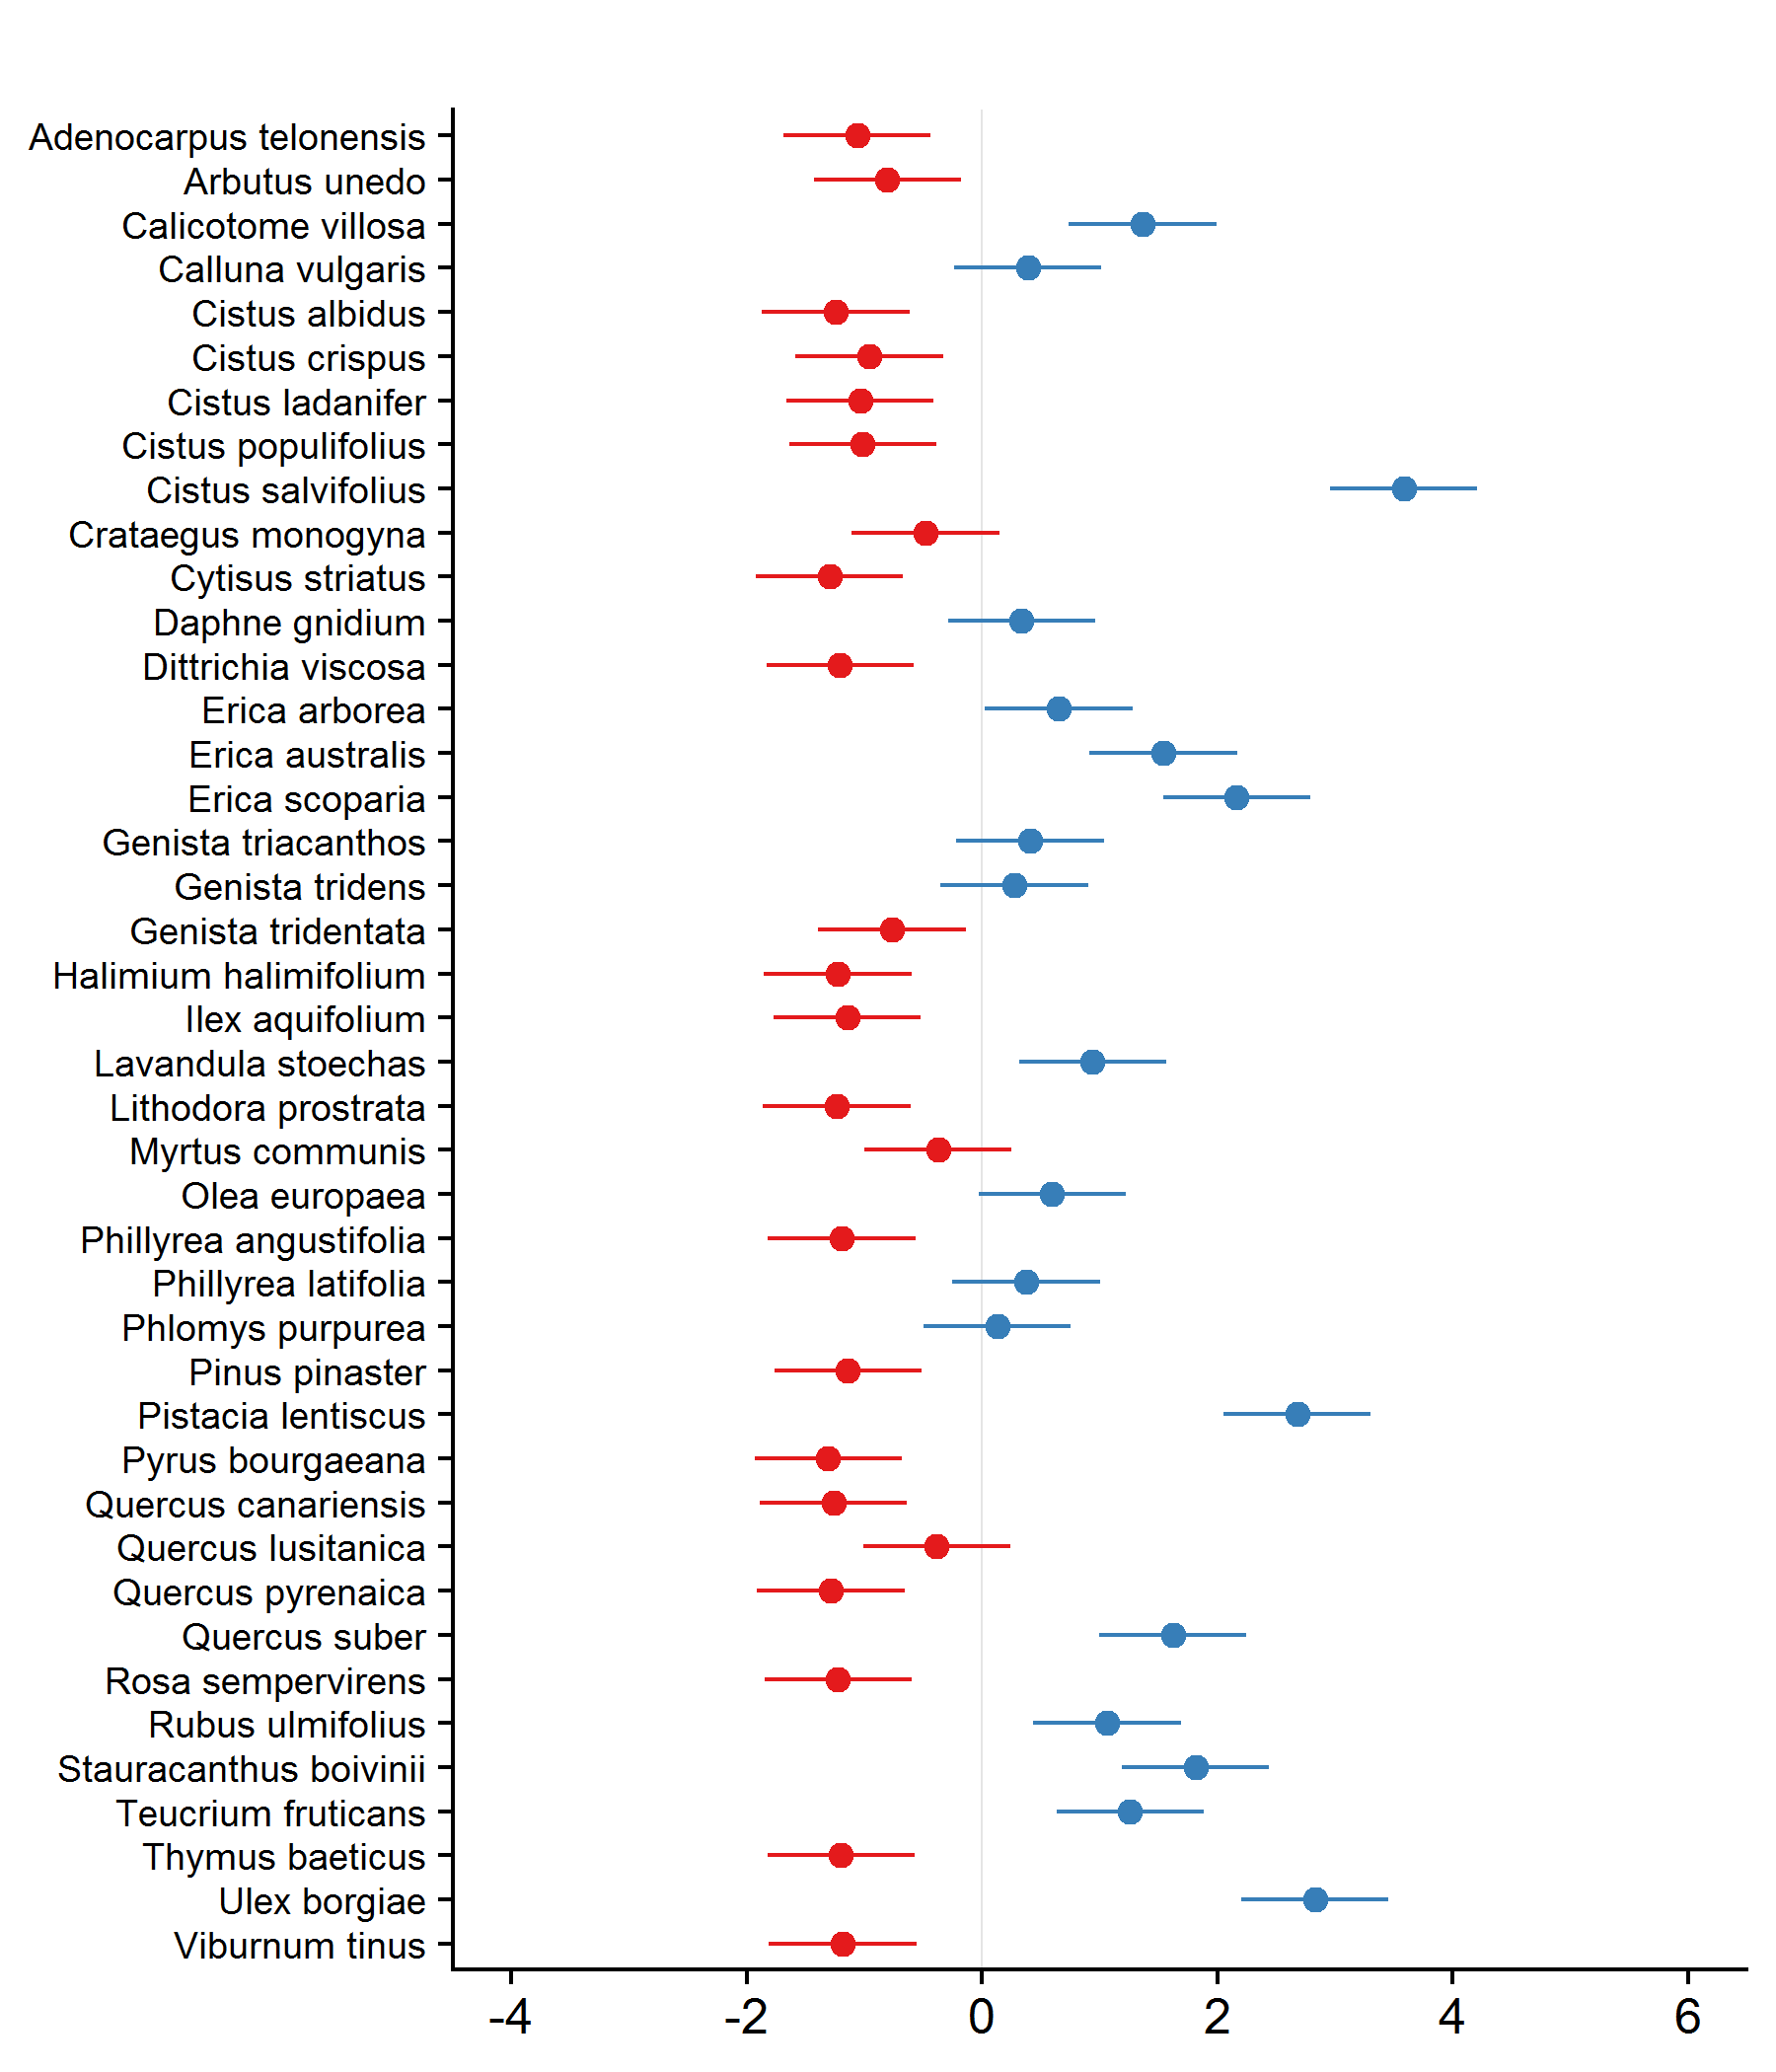 Adenocarpus telonensis
Arbutus unedo
Calicotome villosa
Calluna vulgaris
Cistus albidus
Cistus crispus
Cistus ladanifer
Cistus populifolius
Cistus salvifolius
Crataegus monogyna
Cytisus striatus
Daphne gnidium
Dittrichia viscosa
Erica arborea
Erica australis
Erica scoparia
Genista triacanthos
Genista tridens
Genista tridentata
Halimium halimifolium
Ilex aquifolium
Lavandula stoechas
Lithodora prostrata
Myrtus communis
Olea europaea
Phillyrea angustifolia
Phillyrea latifolia
Phlomys purpurea
Pinus pinaster
Pistacia lentiscus
Pyrus bourgaeana
Quercus canariensis
Quercus lusitanica
Quercus pyrenaica
Quercus suber
Rosa sempervirens
Rubus ulmifolius
Stauracanthus boivinii
Teucrium fruticans
Thymus baeticus
Ulex borgiae
Viburnum tinus
-4 -2 0 2 4 6